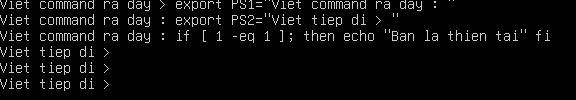 Viet command ra day > export PS1="Viet command ra day : "
Viet command ra day : export PS2="Viet tiep di > "
Viet command ra day : if [ 1 -eq 1 ]; then echo "Ban la thien tai" fi
Viet tiep di >
Viet tiep di >
Viet tiep di >